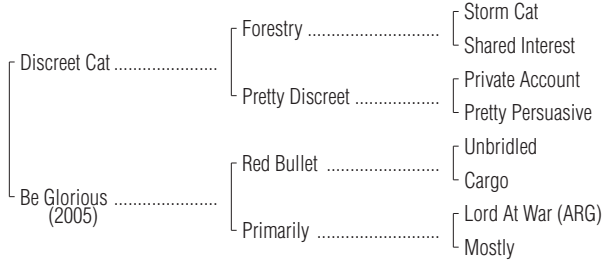 Storm Cat
Forestry
Shared Interest
Discreet Cat
Private Account
Pretty Discreet
Pretty Persuasive
Unbridled
Red Bullet
Cargo
Be Glorious
(2005)
Lord At War (ARG)
Primarily
Mostly